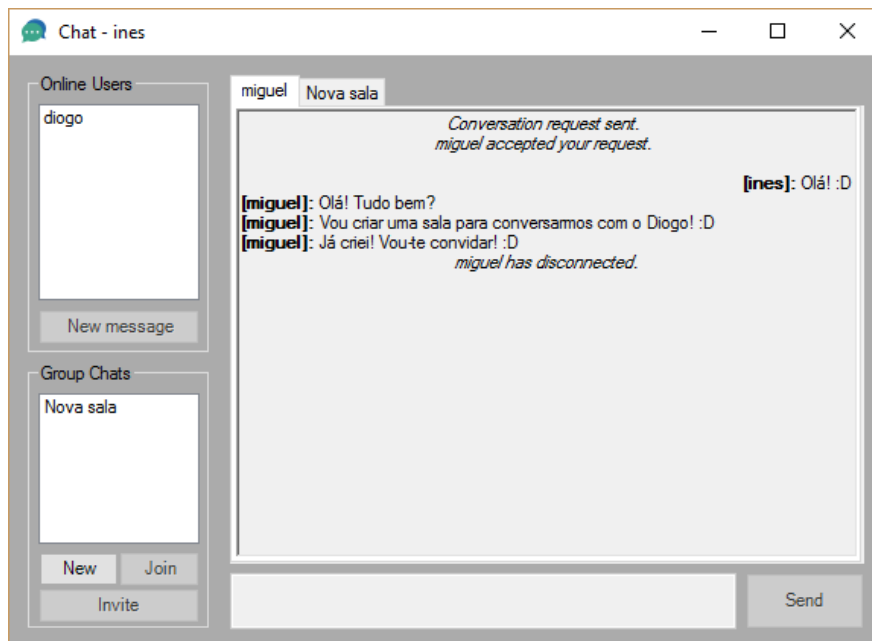 Chat - ines
Online Users
diogo
New message
Group Chats
Nova sala
New Join
Invite
miguel Nova sala
Conversation request sent.
miguel accepted your request.
[ines]: Olá! :D
[miguel]: Olá! Tudo bem?
[miguel]: Vou criar uma sala para conversarmos com o Diogo! :D
[miguel]: Já criei! Vou-te convidar! :D
miguel has disconnected.
Send